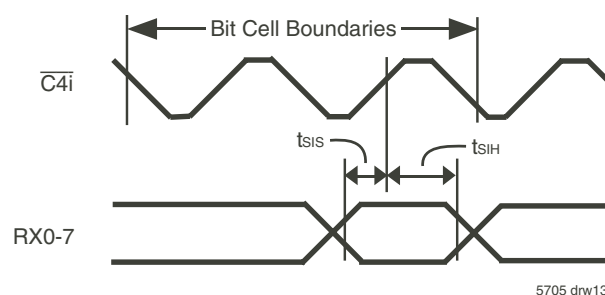 Bit Cell Boundaries
C4i
tSIS
tSIH
RX0-7
5705 drw13